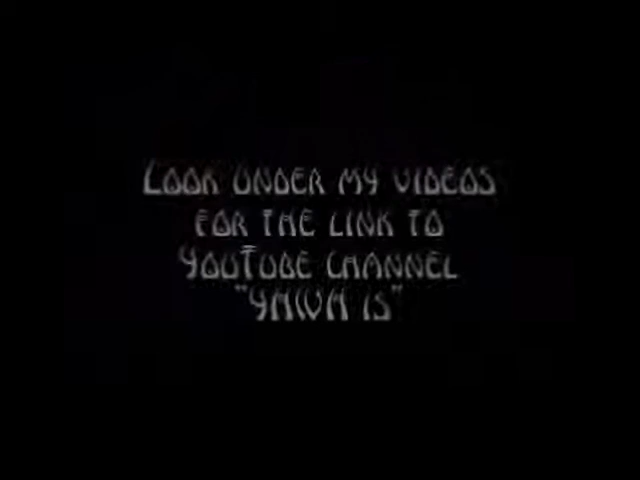 Look under my videos
for the link to
YouTube channel
"YHWH is"